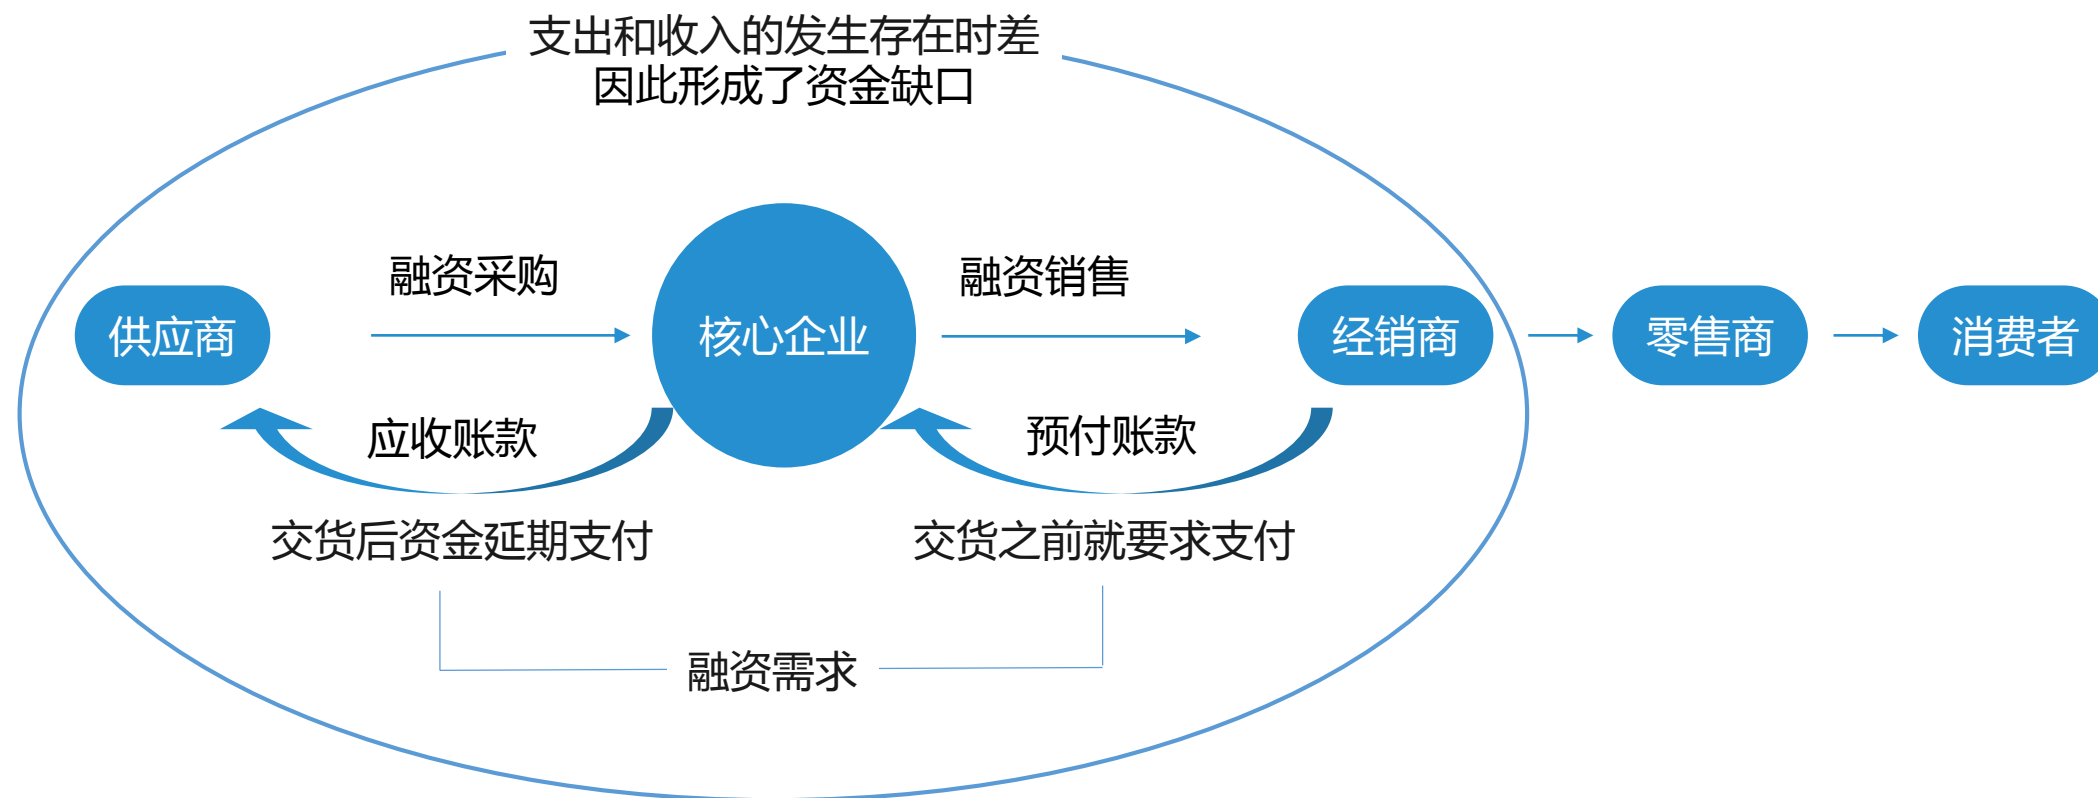 支出和收入的发生存在时差
因此形成了资金缺口
融资采购
融资销售
供应商
核心企业
经销商
零售商
消费者
应收账款
预付账款
交货后资金延期支付
交货之前就要求支付
融资需求